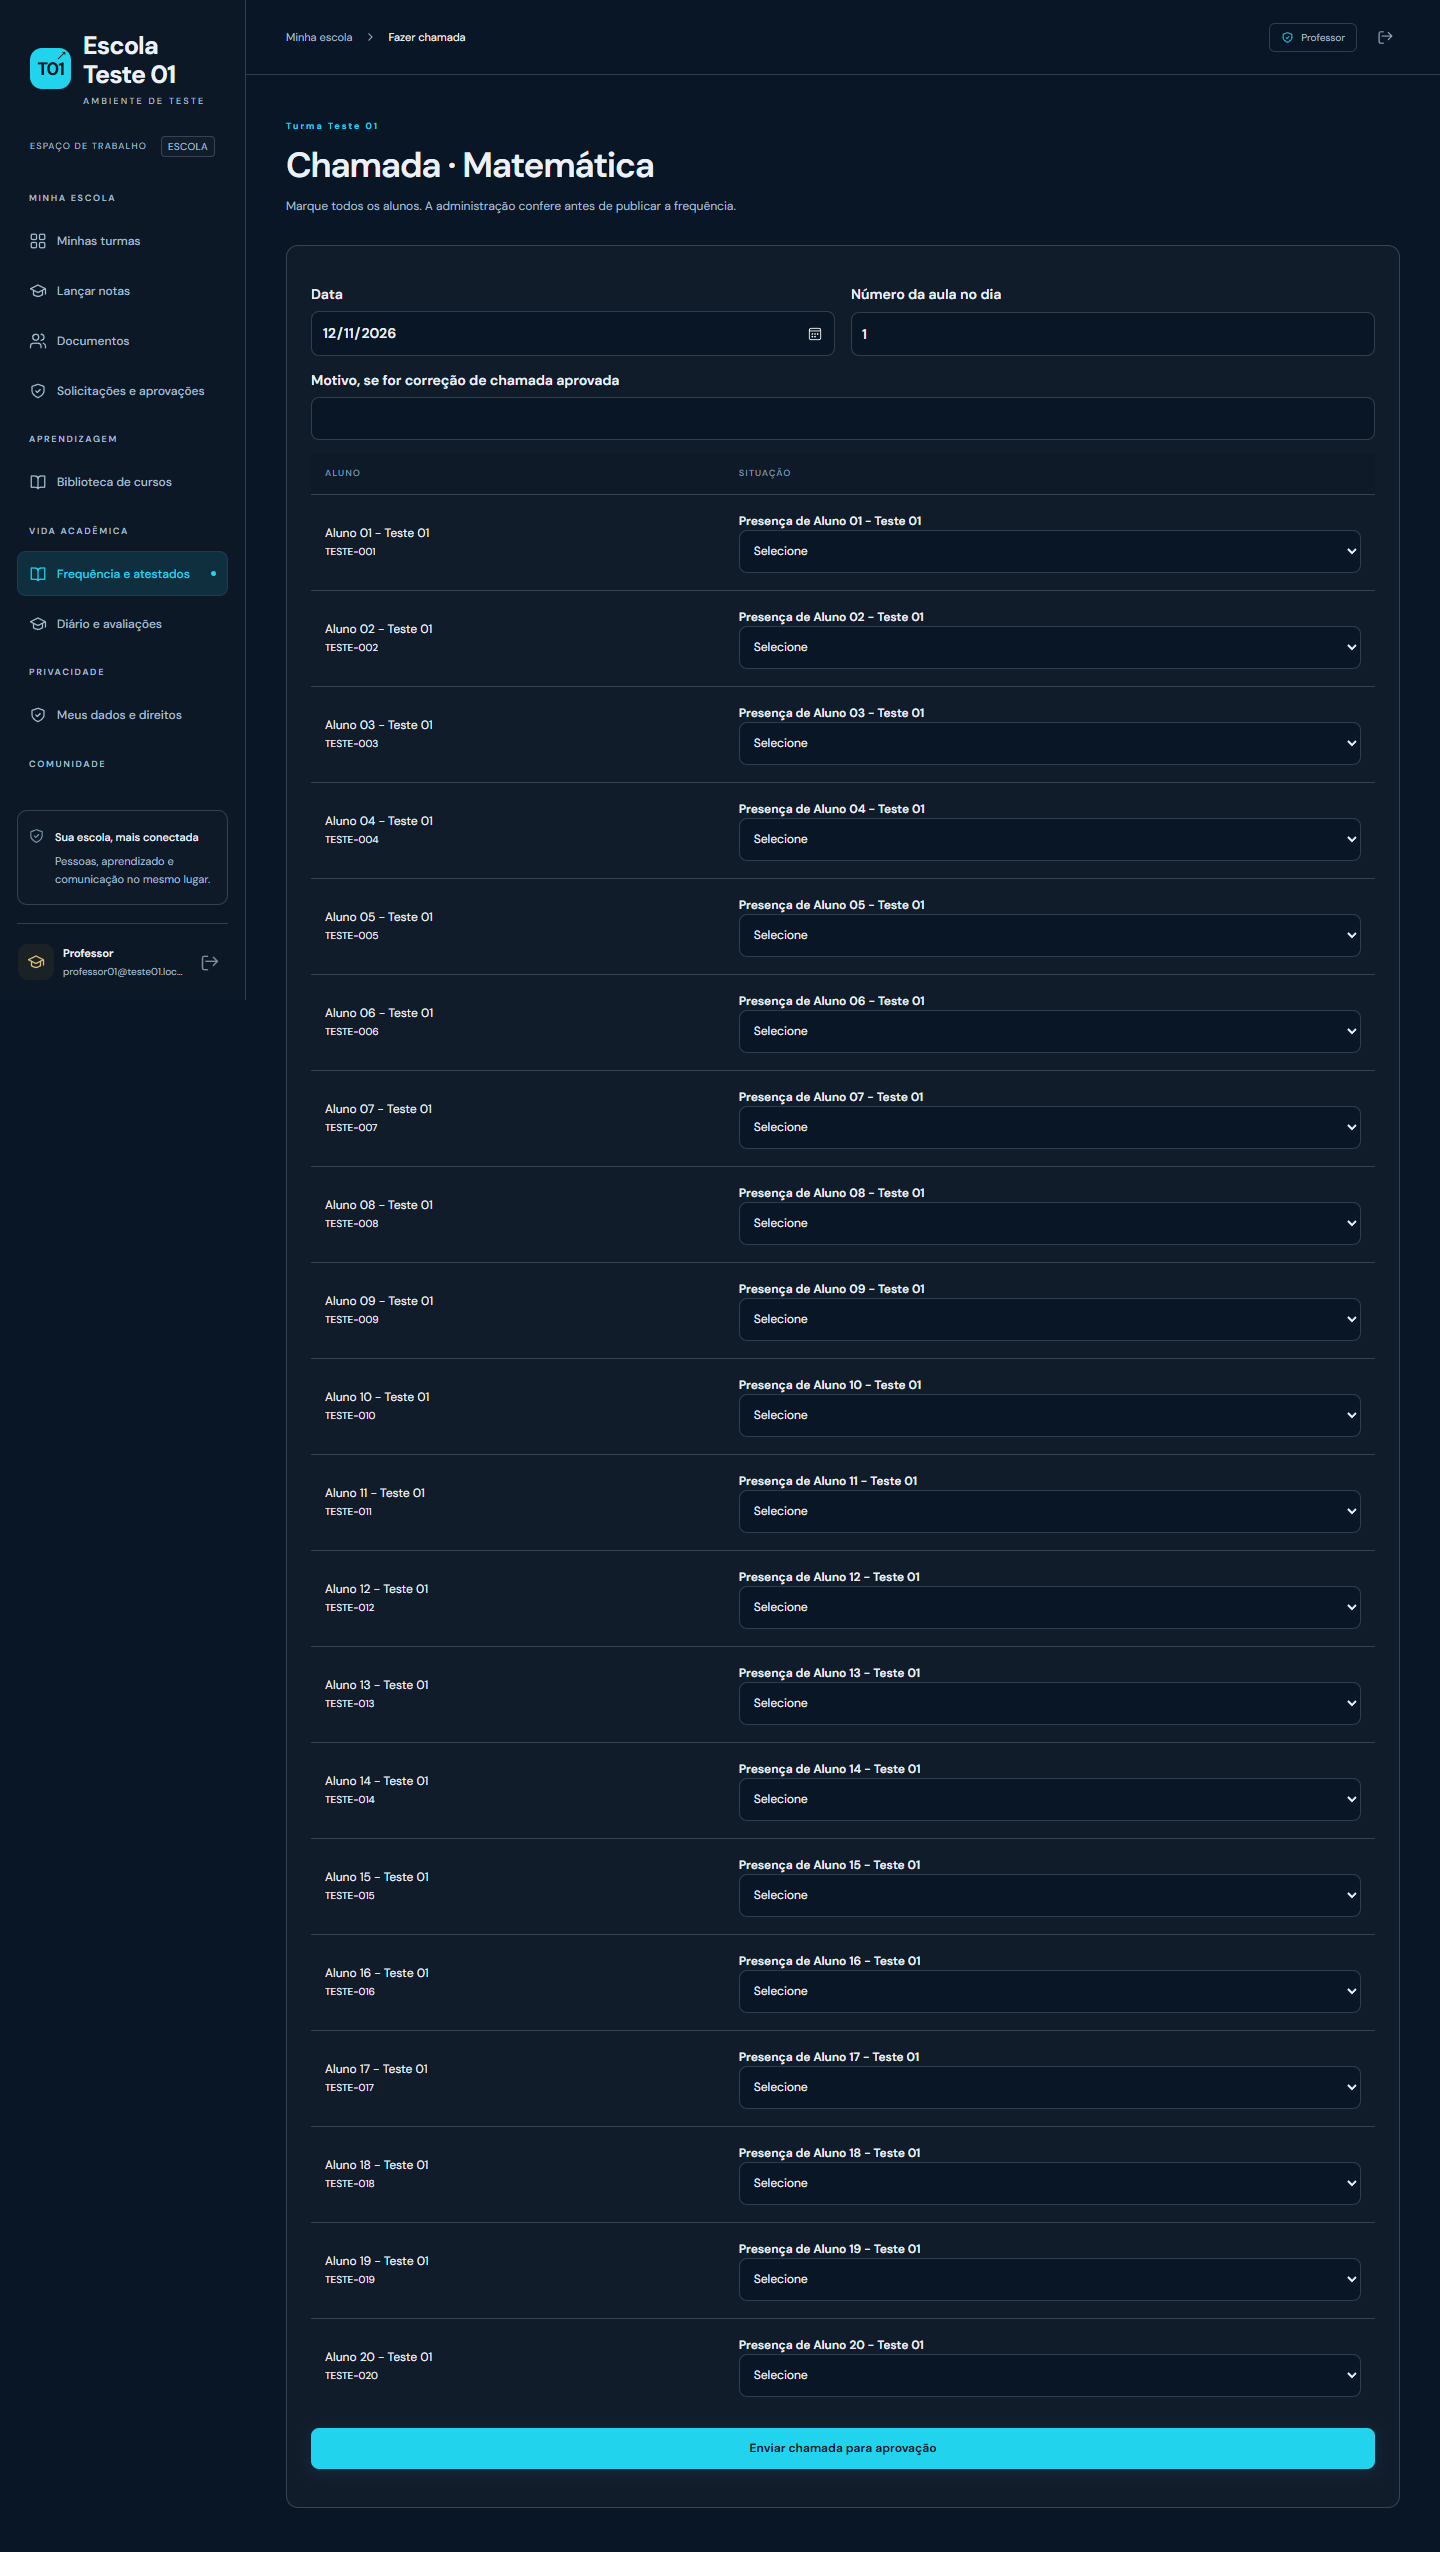 T01
Escola
Teste 01
AMBIENTE DE TESTE
ESPAÇO DE TRABALHO
ESCOLA
MINHA ESCOLA
Minhas turmas
Lançar notas
Documentos
Solicitações e aprovações
APRENDIZAGEM
Biblioteca de cursos
VIDA ACADÊMICA
Frequência e atestados
Diário e avaliações
PRIVACIDADE
Meus dados e direitos
COMUNIDADE
Sua escola, mais conectada
Pessoas, aprendizado e
comunicação no mesmo lugar.
Professor
professor01@teste01.loc...
Minha escola
Fazer chamada
Professor
Turma Teste 01
Chamada · Matemática
Marque todos os alunos. A administração confere antes de publicar a frequência.
Data
Número da aula no dia
12/11/2026
1
Motivo, se for correção de chamada aprovada
ALUNO
SITUAÇÃO
Aluno 01 - Teste 01
TESTE-001
Presença de Aluno 01 - Teste 01
Selecione
Aluno 02 - Teste 01
TESTE-002
Presença de Aluno 02 - Teste 01
Selecione
Aluno 03 - Teste 01
TESTE-003
Presença de Aluno 03 - Teste 01
Selecione
Aluno 04 - Teste 01
TESTE-004
Presença de Aluno 04 - Teste 01
Selecione
Aluno 05 - Teste 01
TESTE-005
Presença de Aluno 05 - Teste 01
Selecione
Aluno 06 - Teste 01
TESTE-006
Presença de Aluno 06 - Teste 01
Selecione
Aluno 07 - Teste 01
TESTE-007
Presença de Aluno 07 - Teste 01
Selecione
Aluno 08 - Teste 01
TESTE-008
Presença de Aluno 08 - Teste 01
Selecione
Aluno 09 - Teste 01
TESTE-009
Presença de Aluno 09 - Teste 01
Selecione
Aluno 10 - Teste 01
TESTE-010
Presença de Aluno 10 - Teste 01
Selecione
Aluno 11 - Teste 01
TESTE-011
Presença de Aluno 11 - Teste 01
Selecione
Aluno 12 - Teste 01
TESTE-012
Presença de Aluno 12 - Teste 01
Selecione
Aluno 13 - Teste 01
TESTE-013
Presença de Aluno 13 - Teste 01
Selecione
Aluno 14 - Teste 01
TESTE-014
Presença de Aluno 14 - Teste 01
Selecione
Aluno 15 - Teste 01
TESTE-015
Presença de Aluno 15 - Teste 01
Selecione
Aluno 16 - Teste 01
TESTE-016
Presença de Aluno 16 - Teste 01
Selecione
Aluno 17 - Teste 01
TESTE-017
Presença de Aluno 17 - Teste 01
Selecione
Aluno 18 - Teste 01
TESTE-018
Presença de Aluno 18 - Teste 01
Selecione
Aluno 19 - Teste 01
TESTE-019
Presença de Aluno 19 - Teste 01
Selecione
Aluno 20 - Teste 01
TESTE-020
Presença de Aluno 20 - Teste 01
Selecione
Enviar chamada para aprovação